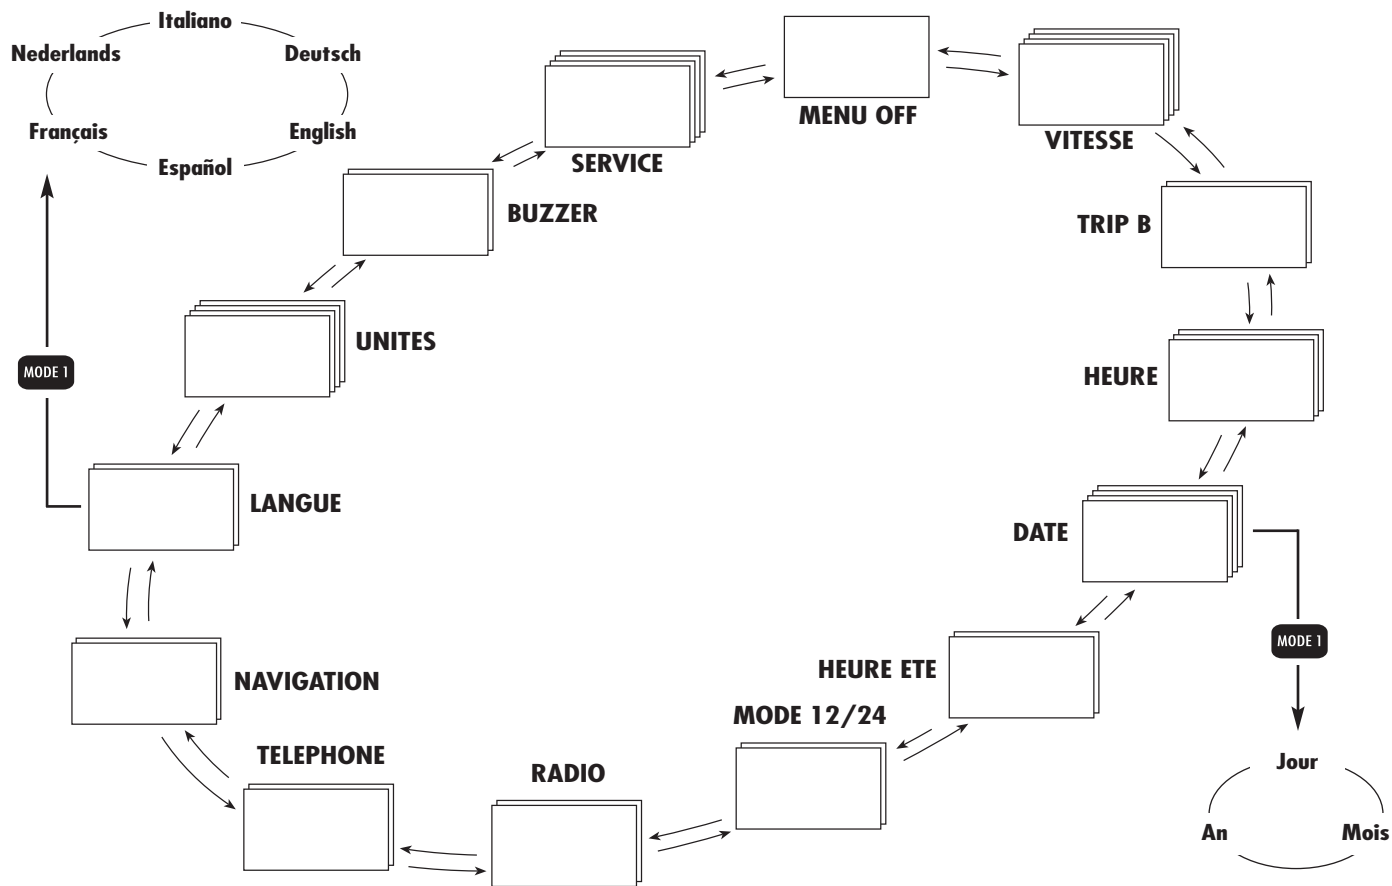 Italiano
Nederlands
Deutsch
Français
English
Español
MENU OFF
VITESSE
SERVICE
BUZZER
TRIP B
UNITES
HEURE
MODE 1
LANGUE
DATE
MODE 1
NAVIGATION
HEURE ETE
MODE 12/24
TELEPHONE
RADIO
Jour
An
Mois